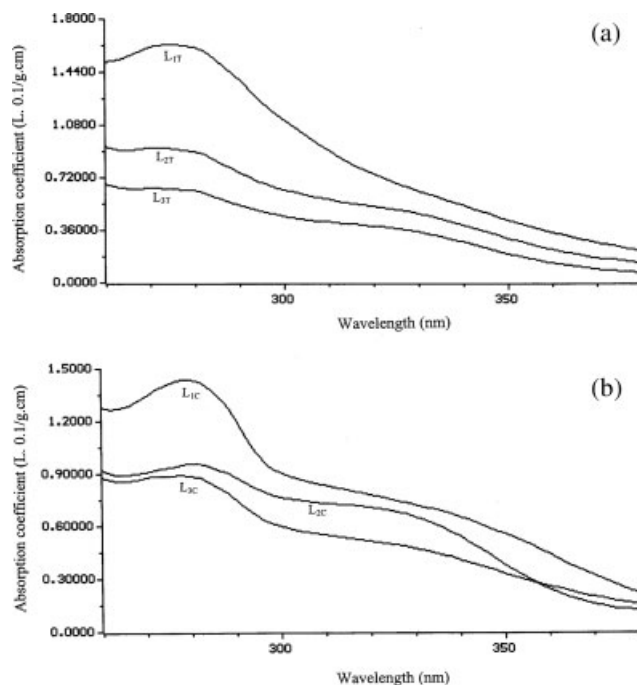 (a)
1.8000
1.4400
1.0800
0.7200
0.3600
0.0000
Absorption coefficient (L. 0.1/g.cm)
L1T
L2T
L3T
300
350
Wavelength (nm)
(b)
1.5000
1.2000
0.90000
0.60000
0.30000
0.0000
Absorption coefficient (L. 0.1/g.cm)
L1C
L2C
L3C
300
350
Wavelength (nm)